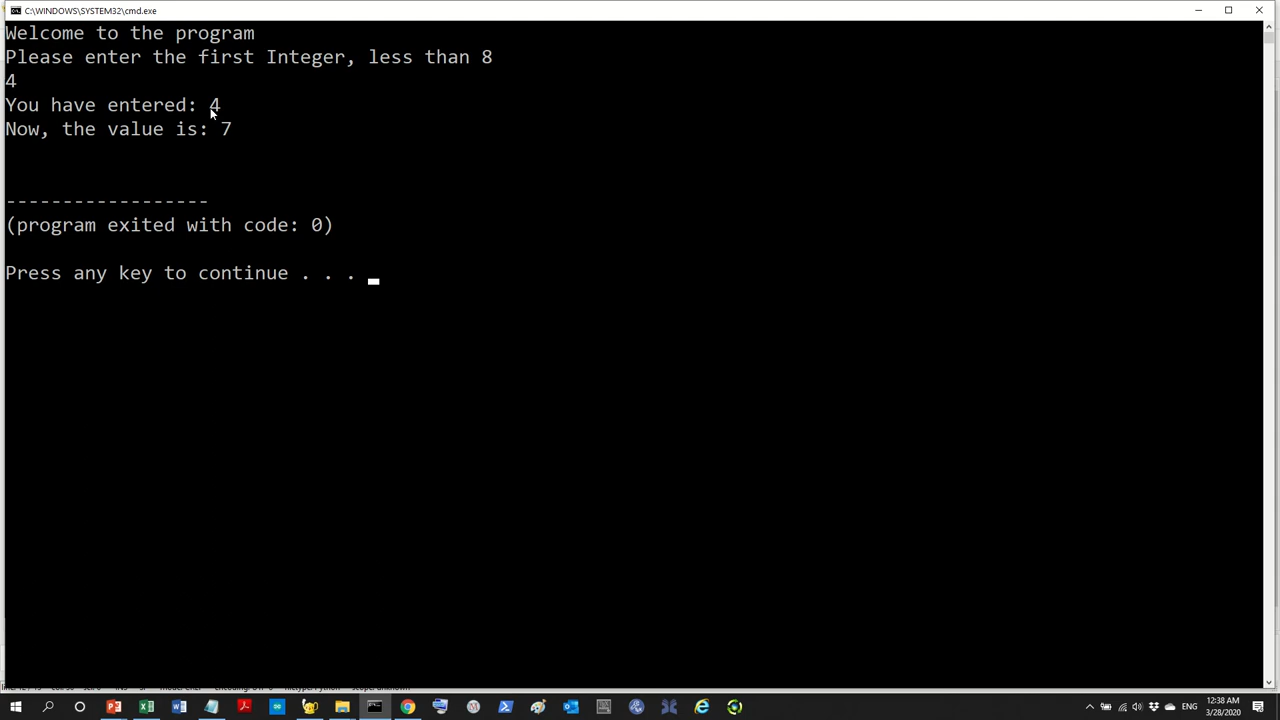 C:\WINDOWS\SYSTEM32\cmd.exe
Welcome to the program
Please enter the first Integer, less than 8
4
You have entered: 4
Now, the value is: 7
------------------
(program exited with code: 0)
Press any key to continue . . .
ENG
12:38 AM
3/28/2020